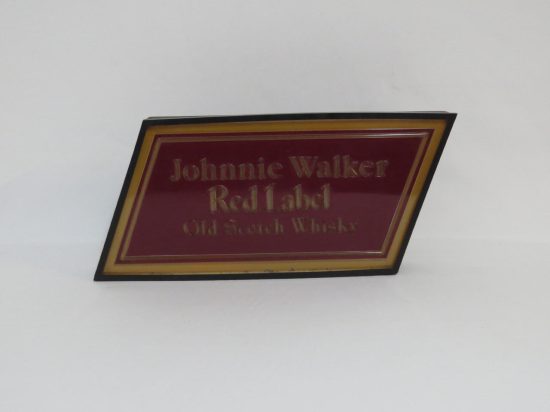 Johnnie Walker
Red Label
Old Scotch Whisky